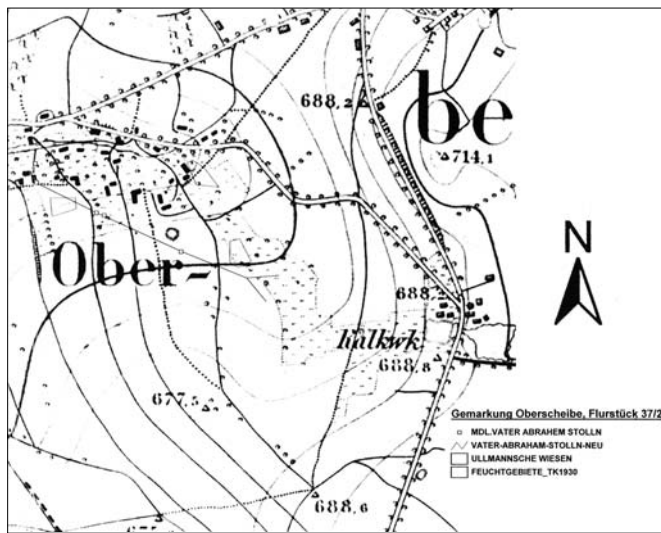 688,2
be
714,1
N
Ober-
688
halkwk
688,8
677,5
Gemarkung Oberscheibe, Flurstück 37/2
MDL.VATER ABRAHEM STOLLN
VATER-ABRAHAM-STOLLN-NEU
ULLMANNSCHE WIESEN
FEUCHTGEBIETE_TK1930
688,6